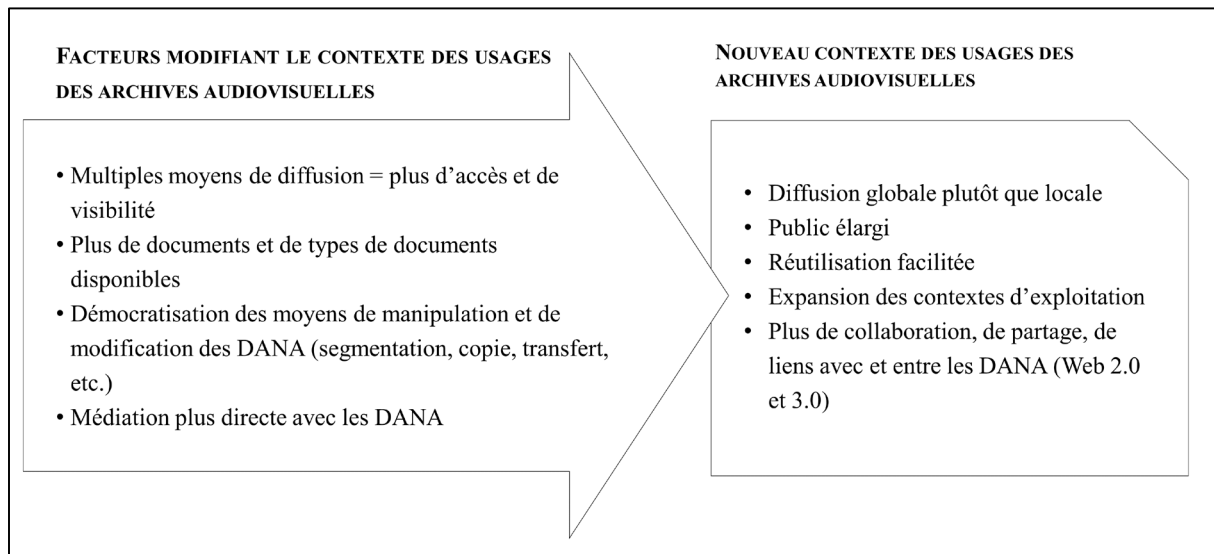 FACTEURS MODIFIANT LE CONTEXTE DES USAGES
DES ARCHIVES AUDIOVISUELLES
• Multiples moyens de diffusion = plus d’accès et de
visibilité
• Plus de documents et de types de documents
disponibles
• Démocratisation des moyens de manipulation et de
modification des DANA (segmentation, copie, transfert,
etc.)
• Médiation plus directe avec les DANA
NOUVEAU CONTEXTE DES USAGES DES
ARCHIVES AUDIOVISUELLES
• Diffusion globale plutôt que locale
• Public élargi
• Réutilisation facilitée
• Expansion des contextes d’exploitation
• Plus de collaboration, de partage, de
liens avec et entre les DANA (Web 2.0
et 3.0)